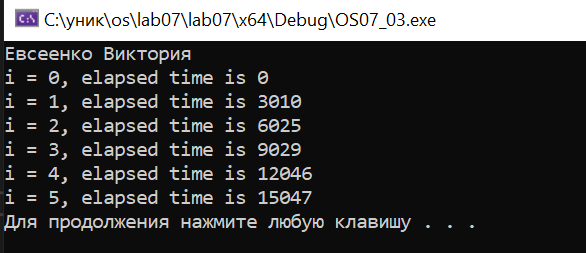 C:\уник\os\lab07\lab07\x64\Debug\OS07_03.exe
Евсеенко Виктория
i = 0, elapsed time is 0
i = 1, elapsed time is 3010
i = 2, elapsed time is 6025
i = 3, elapsed time is 9029
i = 4, elapsed time is 12046
i = 5, elapsed time is 15047
Для продолжения нажмите любую клавишу . . .